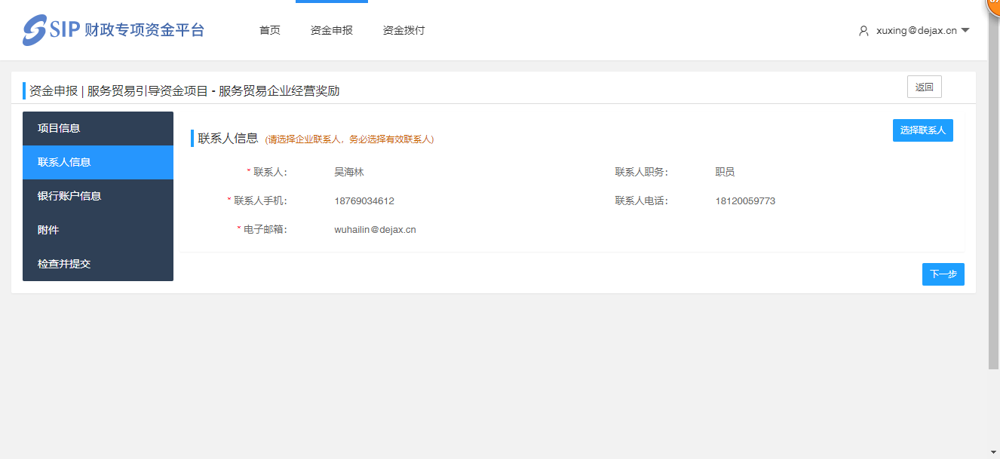 SIP 财政专项资金平台
首页 资金申报 资金拨付
xuxing@dejax.cn
资金申报 | 服务贸易引导资金项目 - 服务贸易企业经营奖励
返回
项目信息
联系人信息
银行账户信息
附件
检查并提交
联系人信息 (请选择企业联系人，务必选择有效联系人)
选择联系人
* 联系人： 吴海林 联系人职务： 职员
* 联系人手机： 18769034612 联系人电话： 18120059773
* 电子邮箱： wuhailin@dejax.cn
下一步